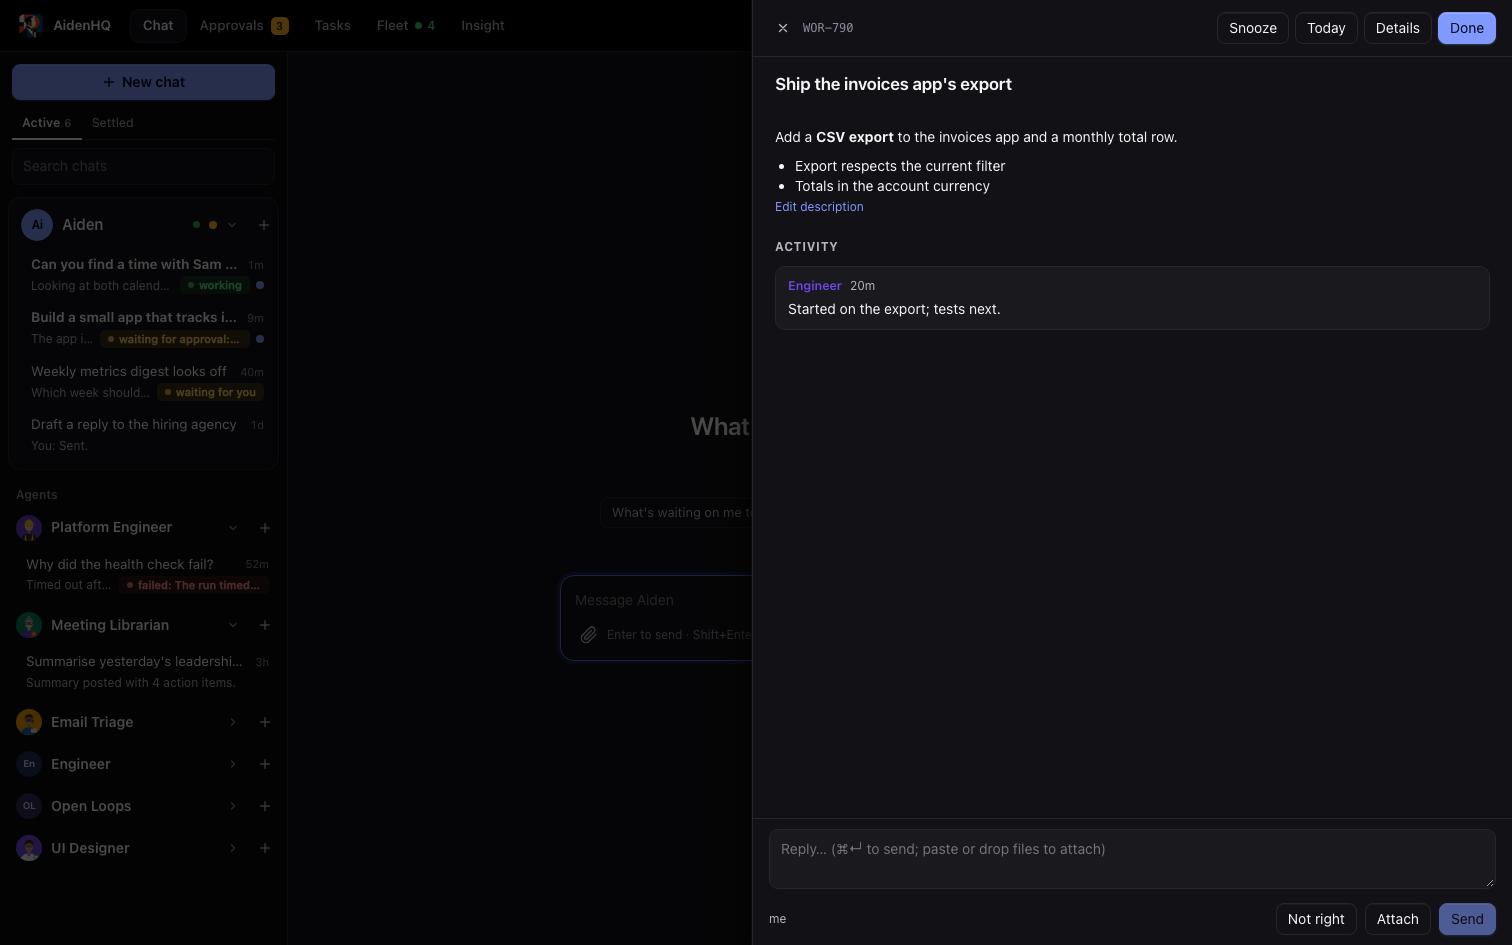 AidenHQ
Chat
Approvals 3
Tasks
Fleet 4
Insight
+ New chat
Active 6
Settled
Search chats
Ai
Aiden
Can you find a time with Sam ... 1m
Looking at both calend... working
Build a small app that tracks i... 9m
The app i... waiting for approval:...
Weekly metrics digest looks off 40m
Which week should... waiting for you
Draft a reply to the hiring agency 1d
You: Sent.
Agents
Platform Engineer
Why did the health check fail? 52m
Timed out aft... failed: The run timed...
Meeting Librarian
Summarise yesterday's leadershi... 3h
Summary posted with 4 action items.
Email Triage
En Engineer
OL Open Loops
UI Designer
What
What's waiting on me
Message Aiden
Enter to send · Shift+Ente
WOR-790
Snooze
Today
Details
Done
Ship the invoices app's export
Add a CSV export to the invoices app and a monthly total row.
• Export respects the current filter
• Totals in the account currency
Edit description
ACTIVITY
Engineer 20m
Started on the export; tests next.
Reply... (⌘↵ to send; paste or drop files to attach)
me
Not right
Attach
Send